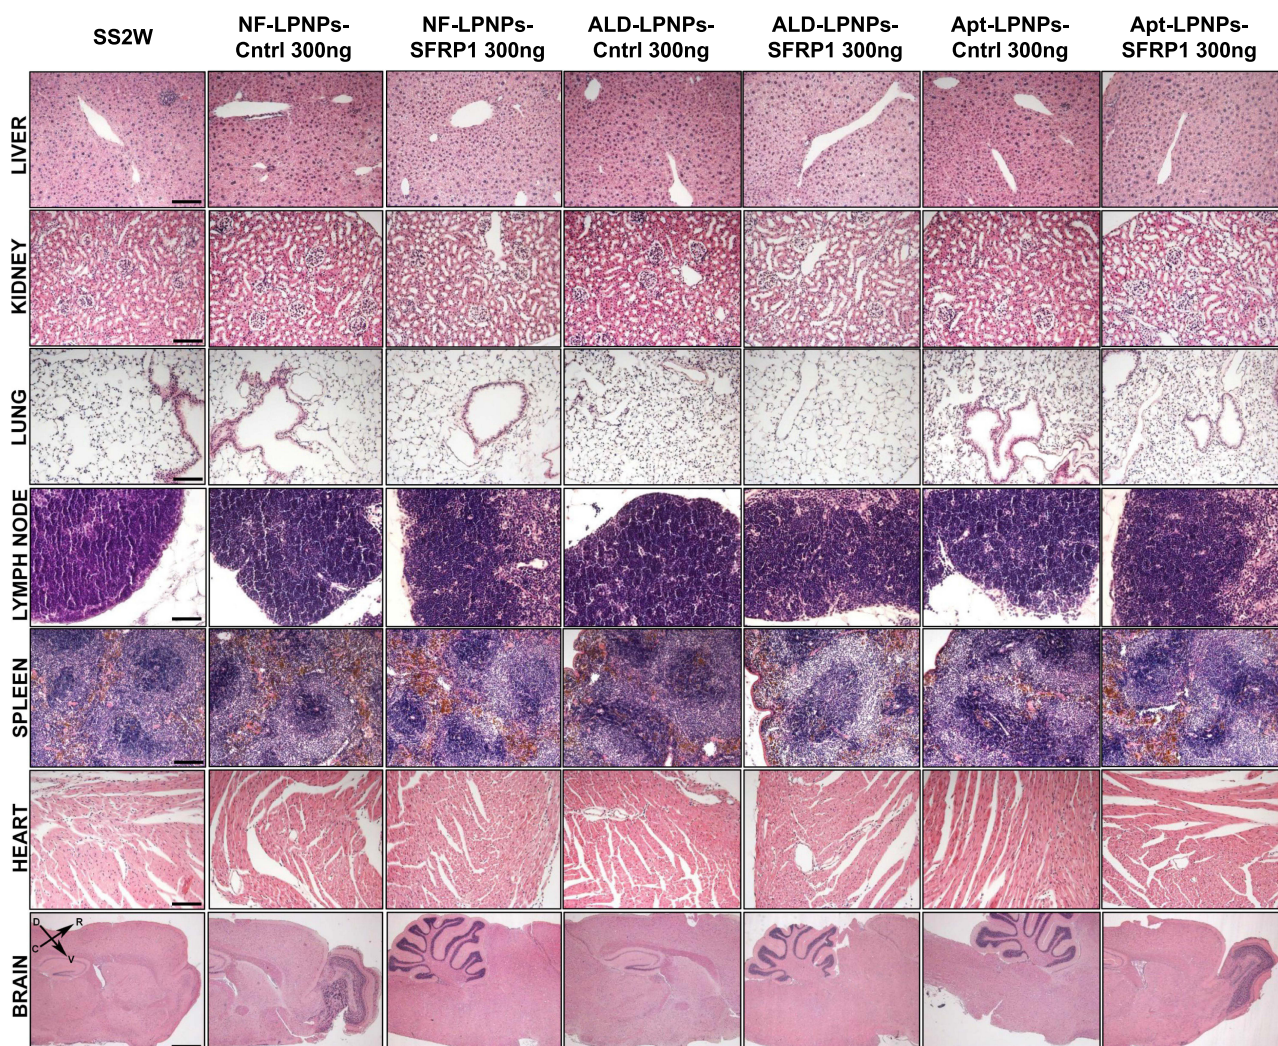 SS2W
NF-LPNPs-
Cntrl 300ng
NF-LPNPs-
SFRP1 300ng
ALD-LPNPs-
Cntrl 300ng
ALD-LPNPs-
SFRP1 300ng
Apt-LPNPs-
Cntrl 300ng
Apt-LPNPs-
SFRP1 300ng
LIVER
KIDNEY
LUNG
LYMPH NODE
SPLEEN
HEART
BRAIN
D
R
C
V